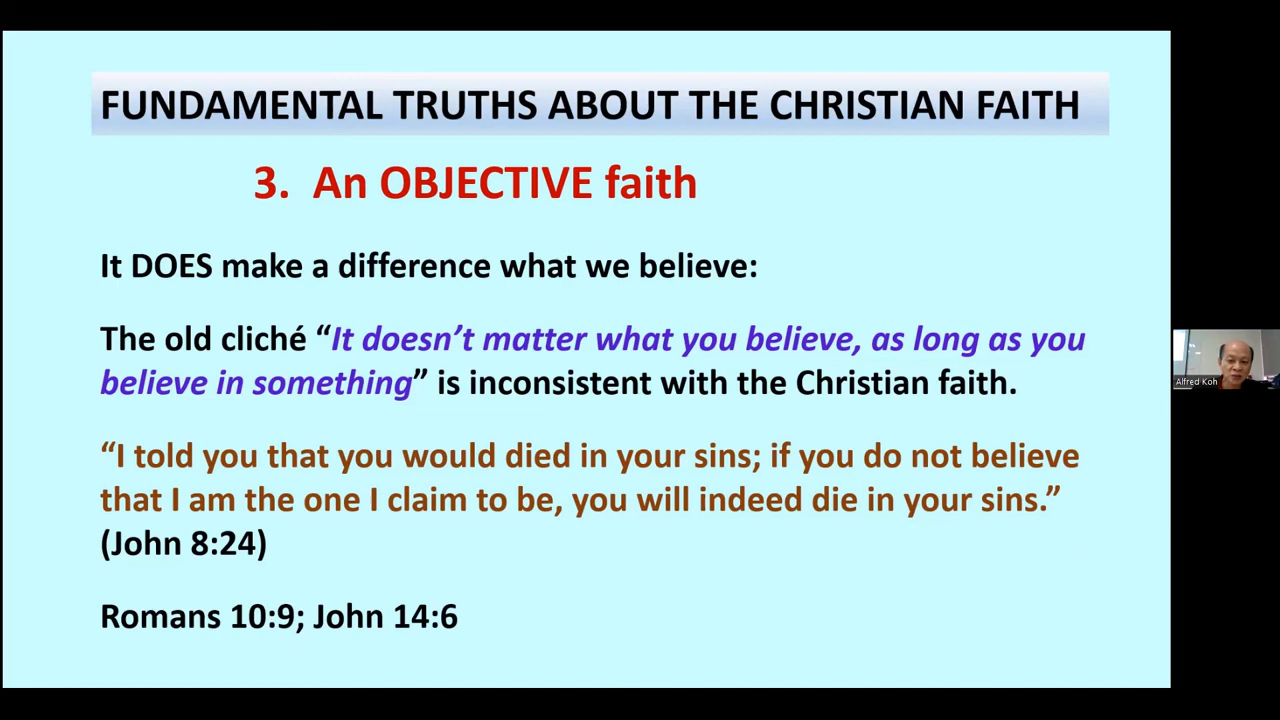 FUNDAMENTAL TRUTHS ABOUT THE CHRISTIAN FAITH
3. An OBJECTIVE faith
It DOES make a difference what we believe:
The old cliché “It doesn’t matter what you believe, as long as you
believe in something” is inconsistent with the Christian faith.
“I told you that you would died in your sins; if you do not believe
that I am the one I claim to be, you will indeed die in your sins.”
(John 8:24)
Romans 10:9; John 14:6
Alfred Koh